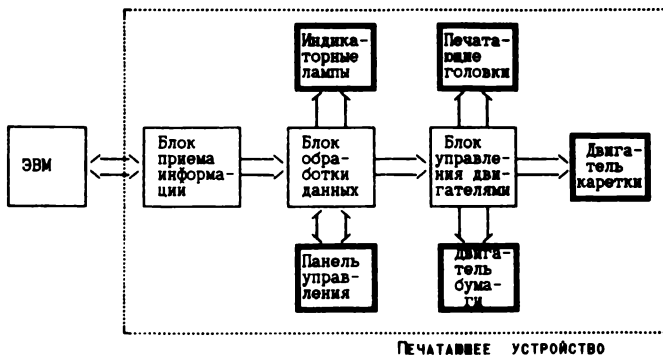 Индика-
торные
лампы
Печата-
ющие
головки
ЭВМ
Блок
приема
информа-
ции
Блок
обра-
ботки
данных
Блок
управле-
ния дви-
гателями
Двига-
тель
каретки
Панель
управ-
ления
Двига-
тель
бума-
ги
Печатающее устройство